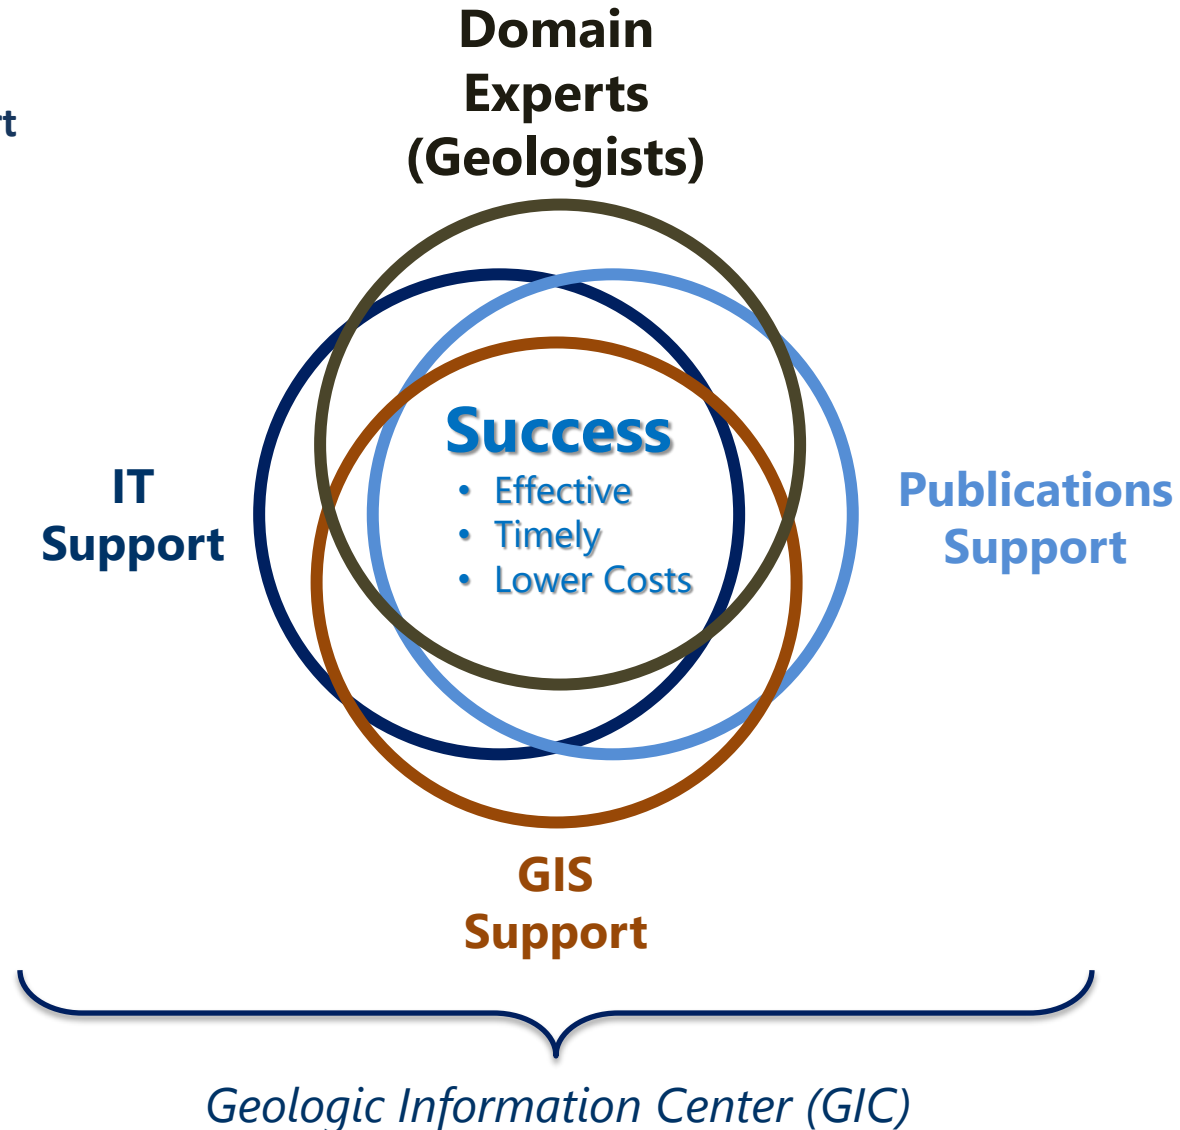 Domain
Experts
(Geologists)
Success
• Effective
• Timely
• Lower Costs
IT
Support
Publications
Support
GIS
Support
Geologic Information Center (GIC)